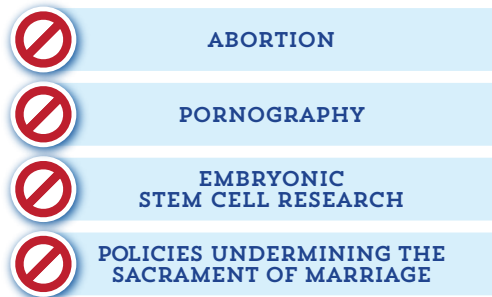 ABORTION
PORNOGRAPHY
EMBRYONIC
STEM CELL RESEARCH
POLICIES UNDERMINING THE
SACRAMENT OF MARRIAGE